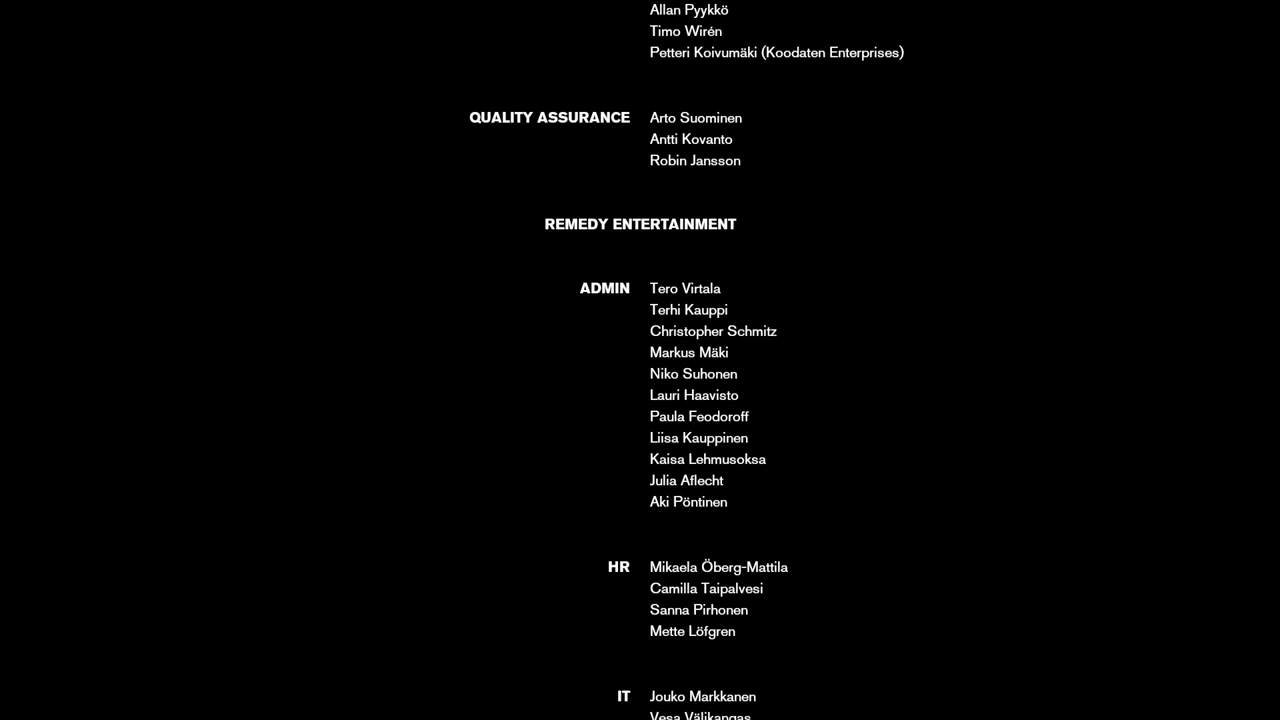 Allan Pyykkö
Timo Wirén
Petteri Koivumäki (Koodaten Enterprises)
QUALITY ASSURANCE Arto Suominen
Antti Kovanto
Robin Jansson
REMEDY ENTERTAINMENT
ADMIN Tero Virtala
Terhi Kauppi
Christopher Schmitz
Markus Mäki
Niko Suhonen
Lauri Haavisto
Paula Feodoroff
Liisa Kauppinen
Kaisa Lehmusoksa
Julia Aflecht
Aki Pöntinen
HR Mikaela Öberg-Mattila
Camilla Taipalvesi
Sanna Pirhonen
Mette Löfgren
IT Jouko Markkanen
Vesa Välikangas